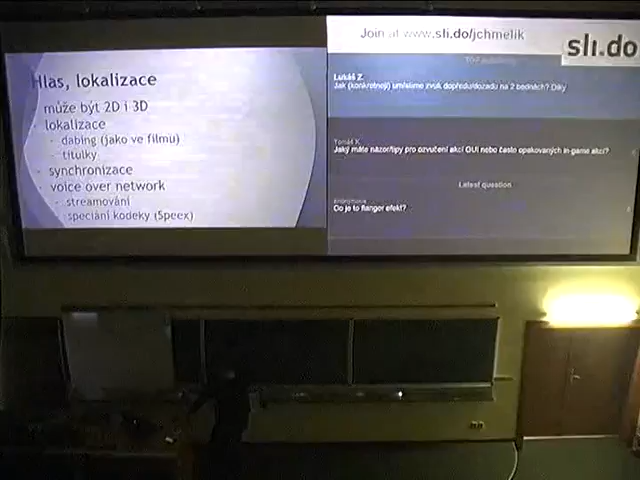 Hlas, lokalizace
může být 2D i 3D
lokalizace
- dabing (jako ve filmu)
- titulky
synchronizace
voice over network
- streamování
- speciání kodeky (Speex)
Join at www.sli.do/jchmelik
sli.do
Lukáš Z.
Jak (konkrétně) umístíme zvuk dopředu/dozadu na 2 bednách? Díky
Tomáš X.
Jaký máte názor/tipy pro ozvučení akcí GUI nebo často opakovaných in-game akcí?
Latest question
Co je to flanger efekt?